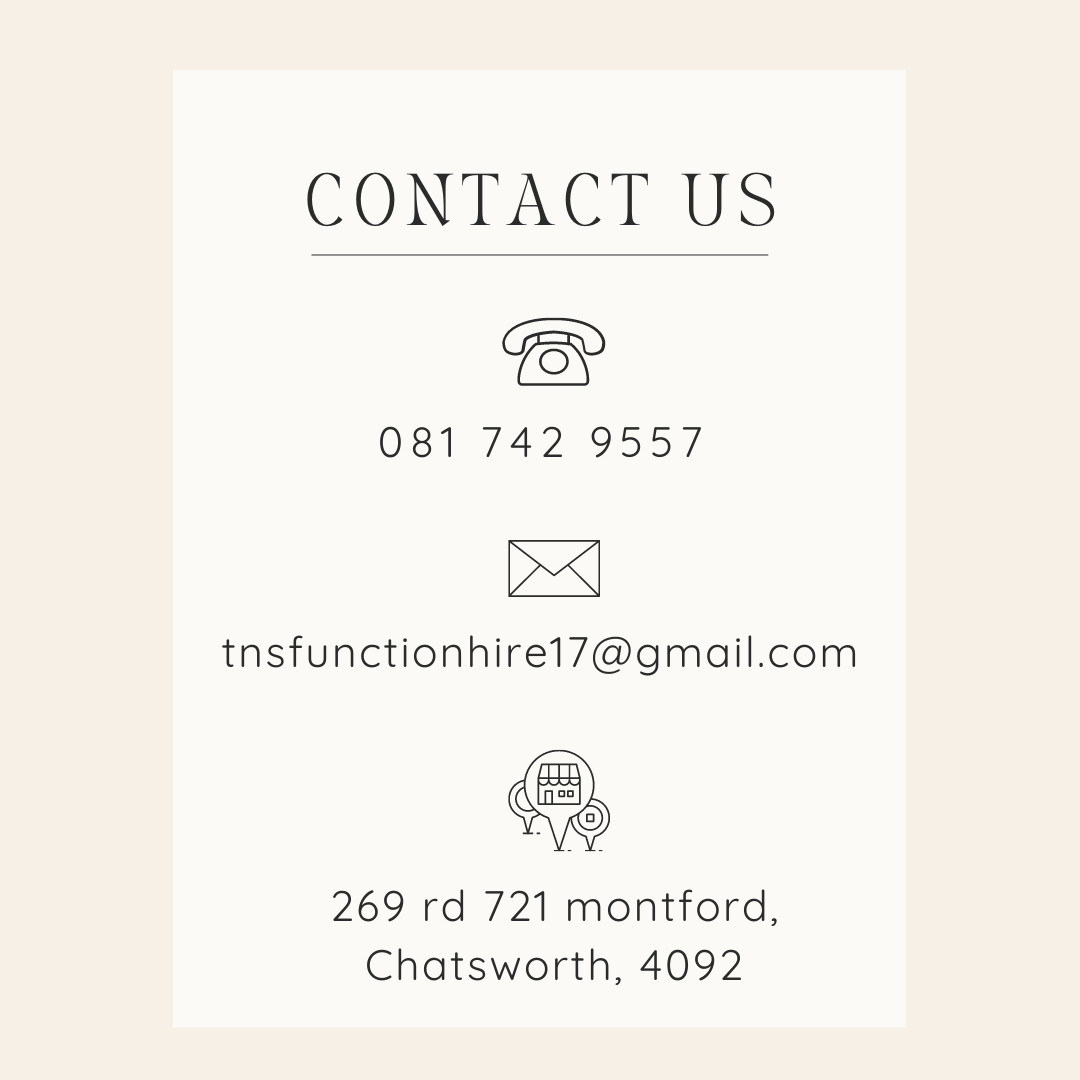 CONTACT US
081 742 9557
tnsfunctionhire17@gmail.com
269 rd 721 montford,
Chatsworth, 4092